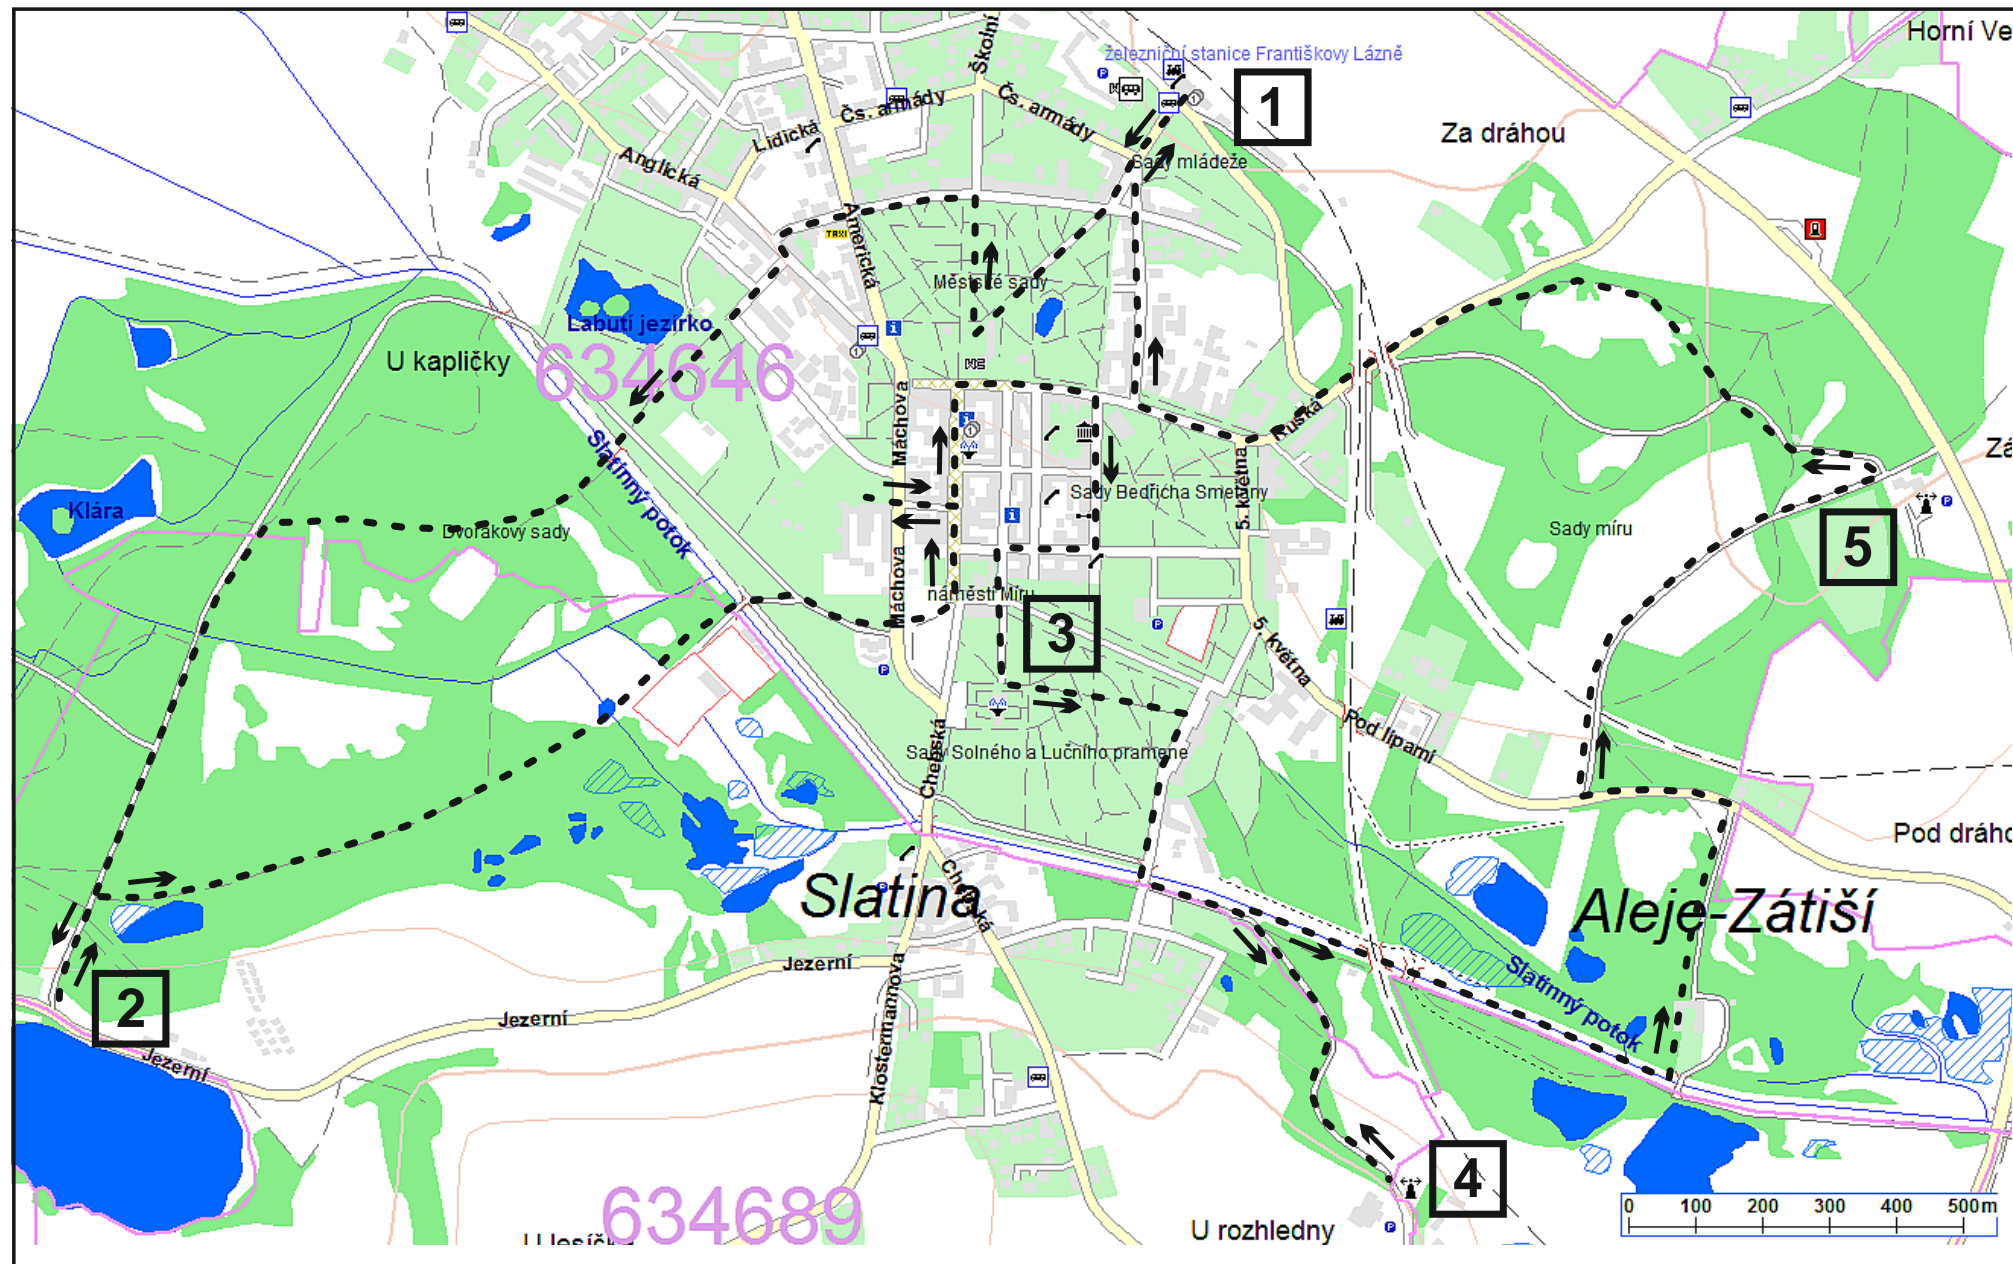 Horní Ve
Školní
železniční stanice Františkovy Lázně
1
Čs. armády
Čs. armády
Lidická
Za dráhou
Anglická
Sady mládeže
Americká
TAXI
Městské sady
Labutí jezírko
U kapličky
634646
WC
Máchova
Ruská
Slatinný potok
Sady Bedřicha Smetany
5. května
Zá
Klára
Dvořákovy sady
Sady míru
5
Máchova
náměstí Míru
3
5. května
Pod lipami
Chebská
Sady Solného a Lučního pramene
Pod dráho
Slatina
Chebská
Aleje-Zátiší
Jezerní
Slatinný potok
2
Jezerní
Klostermannova
Jezerní
4
634689
U rozhledny
0 100 200 300 400 500m